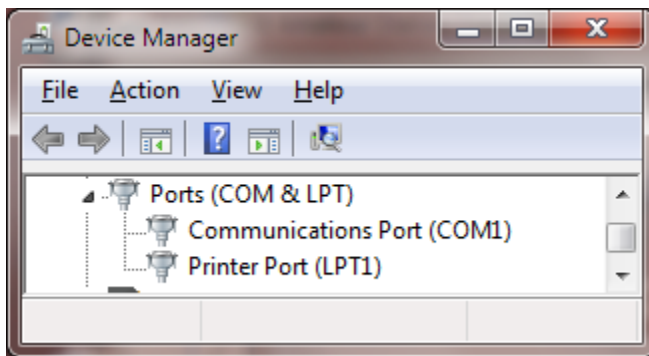 Device Manager
File Action View Help
Ports (COM & LPT)
Communications Port (COM1)
Printer Port (LPT1)